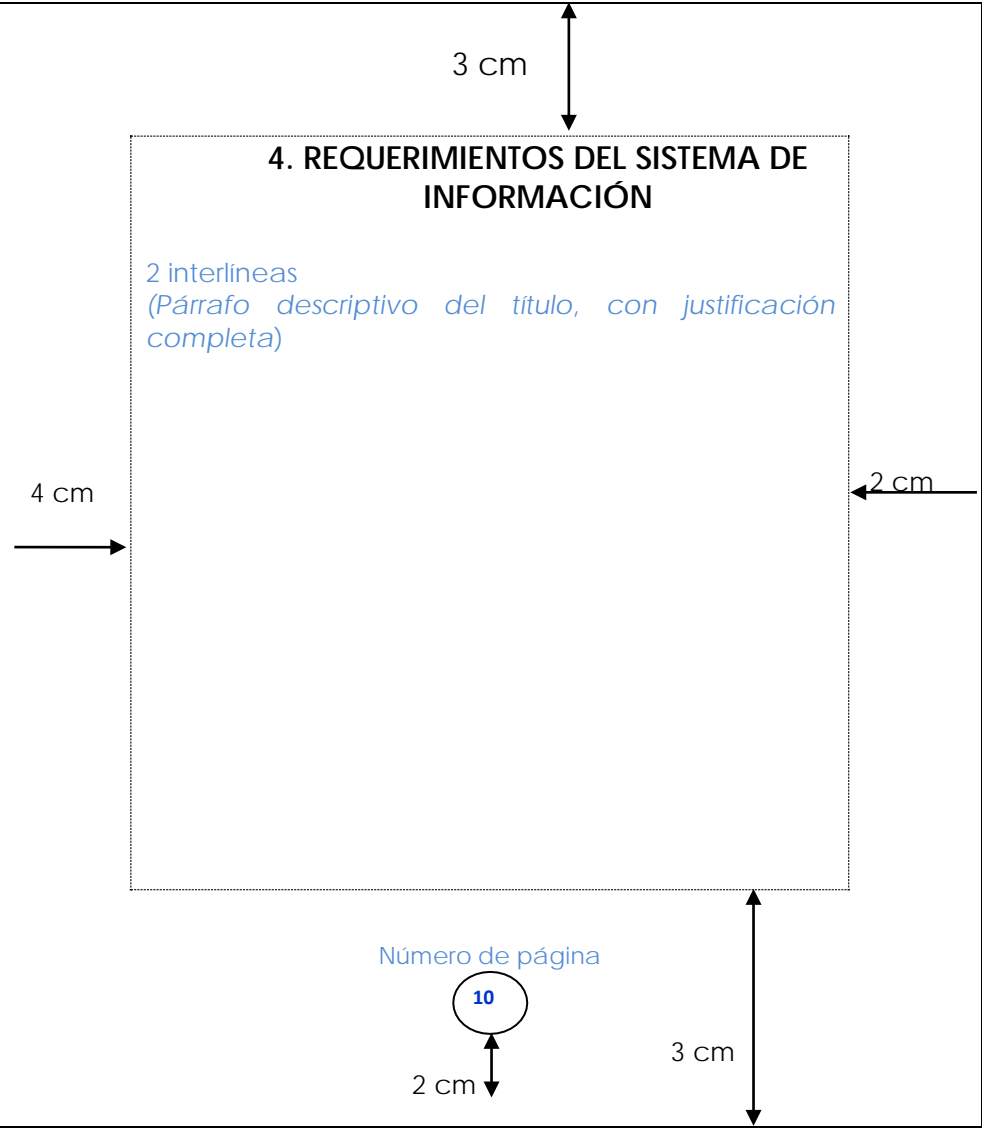 3 cm
4. REQUERIMIENTOS DEL SISTEMA DE
INFORMACIÓN
2 interlíneas
(Párrafo descriptivo del título, con justificación
completa)
4 cm
2 cm
Número de página
10
3 cm
2 cm